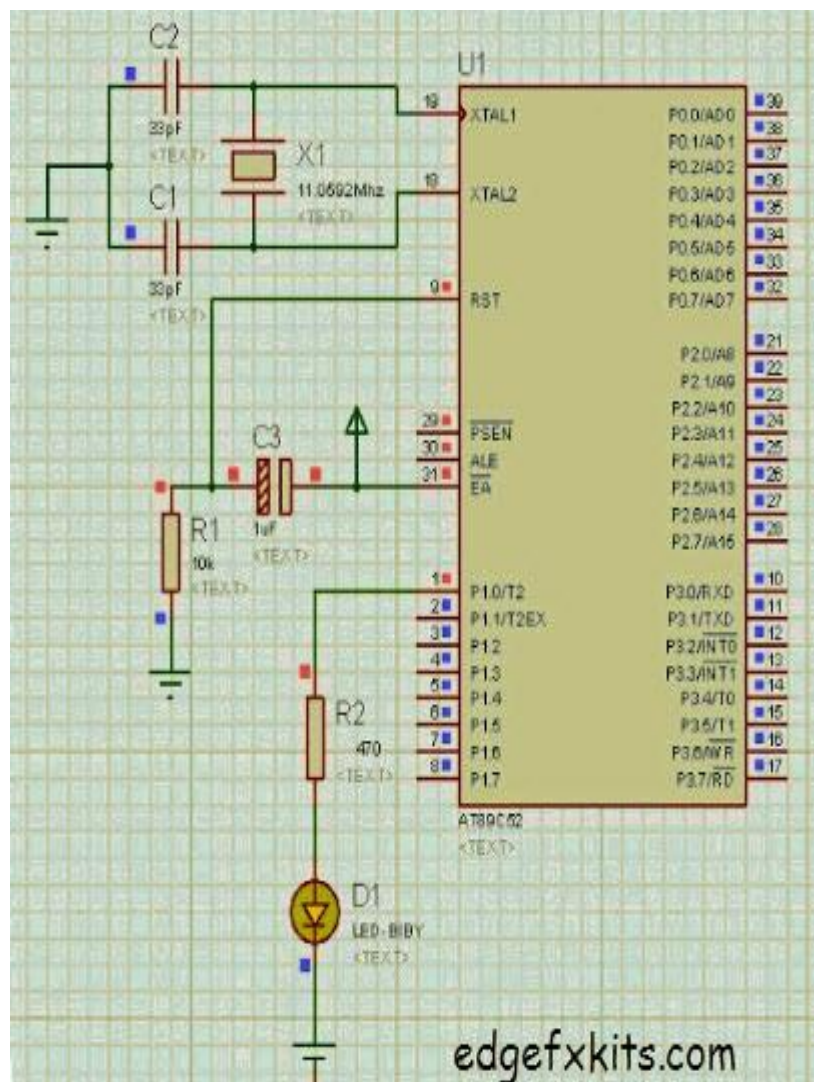 C2
33pF
<TEXT>
X1
11.0592Mhz
<TEXT>
C1
33pF
<TEXT>
U1
19
XTAL1
18
XTAL2
9
RST
29
PSEN
30
ALE
31
EA
1
P1.0/T2
2
P1.1/T2EX
3
P1.2
4
P1.3
5
P1.4
6
P1.5
7
P1.6
8
P1.7
P0.0/AD0
39
P0.1/AD1
38
P0.2/AD2
37
P0.3/AD3
36
P0.4/AD4
35
P0.5/AD5
34
P0.6/AD6
33
P0.7/AD7
32
P2.0/A8
21
P2.1/A9
22
P2.2/A10
23
P2.3/A11
24
P2.4/A12
25
P2.5/A13
26
P2.6/A14
27
P2.7/A15
28
P3.0/RXD
10
P3.1/TXD
11
P3.2/INT0
12
P3.3/INT1
13
P3.4/T0
14
P3.5/T1
15
P3.6/WR
16
P3.7/RD
17
AT89C52
<TEXT>
C3
1uF
<TEXT>
R1
10k
<TEXT>
R2
470
<TEXT>
D1
LED-BIBY
<TEXT>
edgefxkits.com